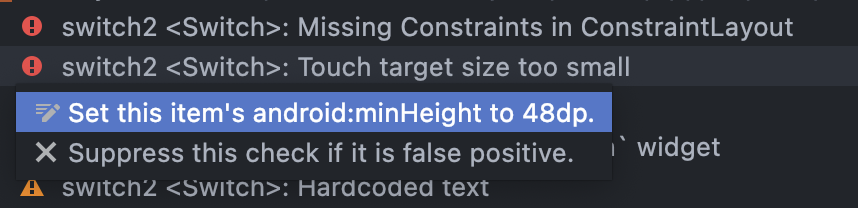 switch2 <Switch>: Missing Constraints in ConstraintLayout
switch2 <Switch>: Touch target size too small
Set this item's android:minHeight to 48dp.
Suppress this check if it is false positive.
` widget
switch2 <Switch>: Hardcoded text